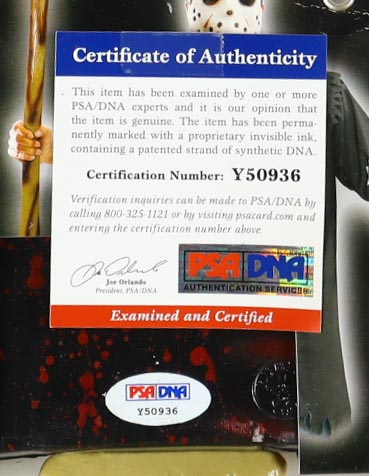 Certificate of Authenticity
This item has been examined by one or more
PSA/DNA experts and it is our opinion that
the item is genuine. The item has been perma-
nently marked with a proprietary invisible ink,
containing a patented strand of synthetic DNA.
Certification Number: Y50936
Verification inquiries can be made to PSA/DNA by
calling 800-325-1121 or by visiting psacard.com and
entering the certification number above.
Joe Orlando
President, PSA/DNA
PSA DNA
AUTHENTICATION SERVICES
Examined and Certified
PSA DNA
Y50936